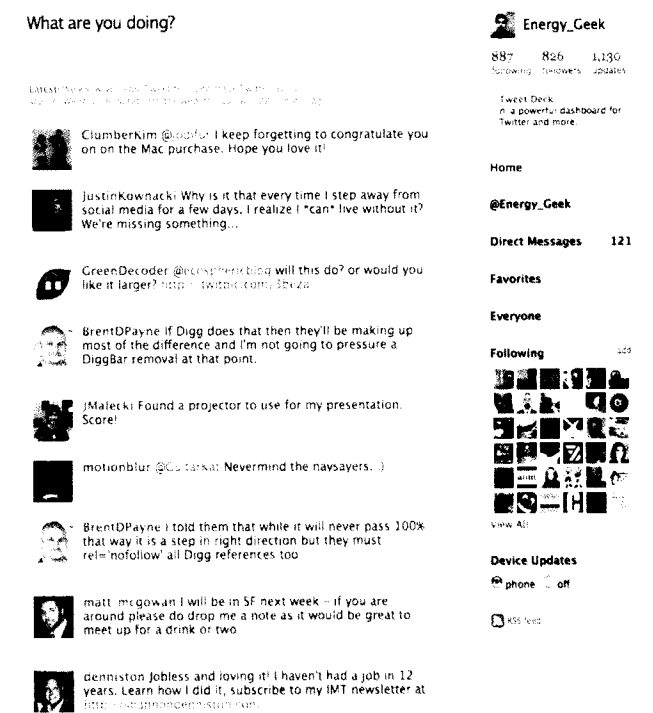 What are you doing?
ClumberKim I keep forgetting to congratulate you
on on the Mac purchase. Hope you love it!
JustinKownacki Why is it that every time I step away from
social media for a few days, I realize I *can* live without it?
We're missing something...
GreenDecoder @ecosphericblog will this do? or would you
like it larger?
BrentDPayne If Digg does that then they'll be making up
most of the difference and I'm not going to pressure a
DiggBar removal at that point.
JMalecki Found a projector to use for my presentation.
Score!
motionblur Nevermind the naysayers. :)
BrentDPayne I told them that while it will never pass 100%
that way it is a step in right direction but they must
rel='nofollow' all Digg references too
matt_mcgowan I will be in SF next week – if you are
around please do drop me a note as it would be great to
meet up for a drink or two
denniston Jobless and loving it! I haven't had a job in 12
years. Learn how I did it, subscribe to my IMT newsletter at
Energy_Geek
887 826 1,130
following followers updates
Tweet Deck
a powerful dashboard for
Twitter and more.
Home
@Energy_Geek
Direct Messages 121
Favorites
Everyone
Following add
View All
Device Updates
phone off
RSS feed